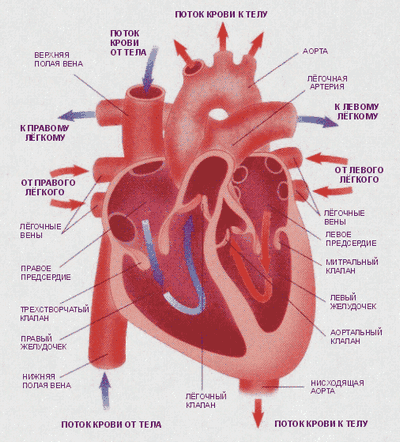 ПОТОК КРОВИ К ТЕЛУ
ПОТОК
КРОВИ
ОТ ТЕЛА
ВЕРХНЯЯ
ПОЛАЯ ВЕНА
АОРТА
ЛЁГОЧНАЯ
АРТЕРИЯ
К ПРАВОМУ
ЛЁГКОМУ
К ЛЕВОМУ
ЛЁГКОМУ
ОТ ПРАВОГО
ЛЁГКОГО
ОТ ЛЕВОГО
ЛЁГКОГО
ЛЁГОЧНЫЕ
ВЕНЫ
ЛЁГОЧНЫЕ
ВЕНЫ
ЛЕВОЕ
ПРЕДСЕРДИЕ
ПРАВОЕ
ПРЕДСЕРДИЕ
МИТРАЛЬНЫЙ
КЛАПАН
ТРЕХСТВОРЧАТЫЙ
КЛАПАН
ЛЕВЫЙ
ЖЕЛУДОЧЕК
ПРАВЫЙ
ЖЕЛУДОЧЕК
АОРТАЛЬНЫЙ
КЛАПАН
НИЖНЯЯ
ПОЛАЯ ВЕНА
ЛЁГОЧНЫЙ
КЛАПАН
НИСХОДЯЩАЯ
АОРТА
ПОТОК КРОВИ ОТ ТЕЛА
ПОТОК КРОВИ К ТЕЛУ